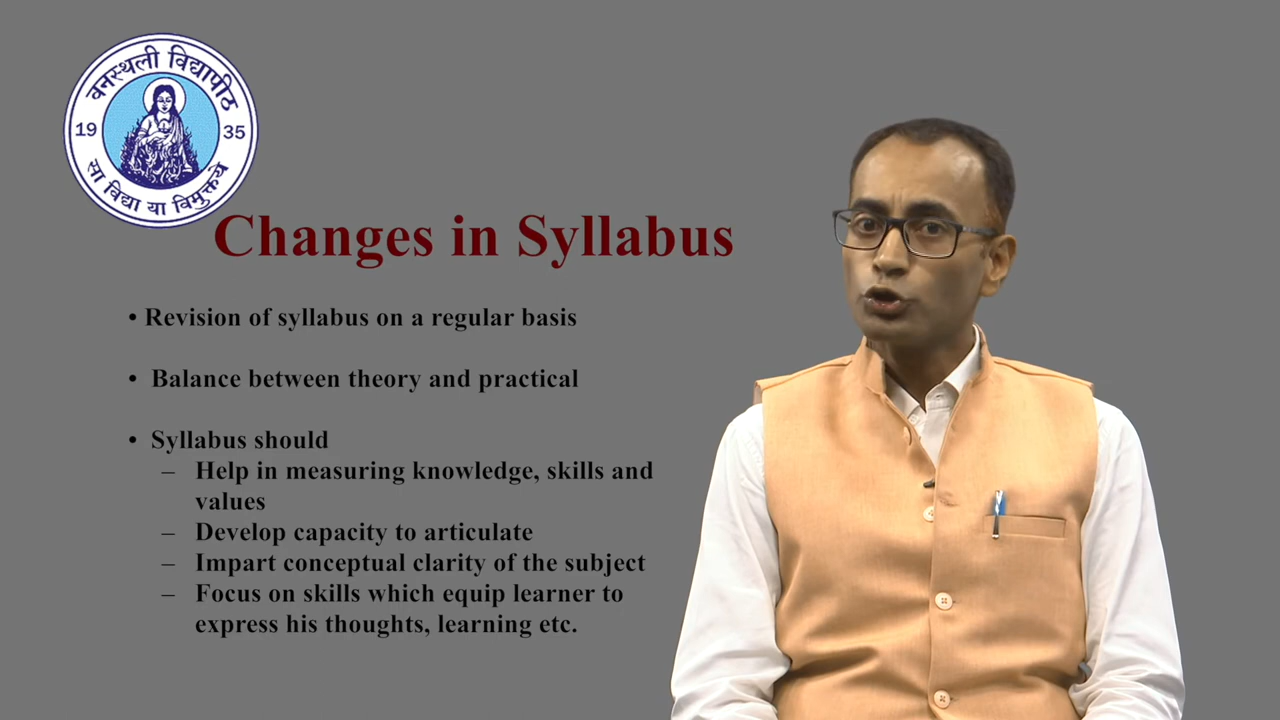 वनस्थली विद्यापीठ
19 35
सा विद्या या विमुक्तये
Changes in Syllabus
• Revision of syllabus on a regular basis
• Balance between theory and practical
• Syllabus should
– Help in measuring knowledge, skills and
values
– Develop capacity to articulate
– Impart conceptual clarity of the subject
– Focus on skills which equip learner to
express his thoughts, learning etc.